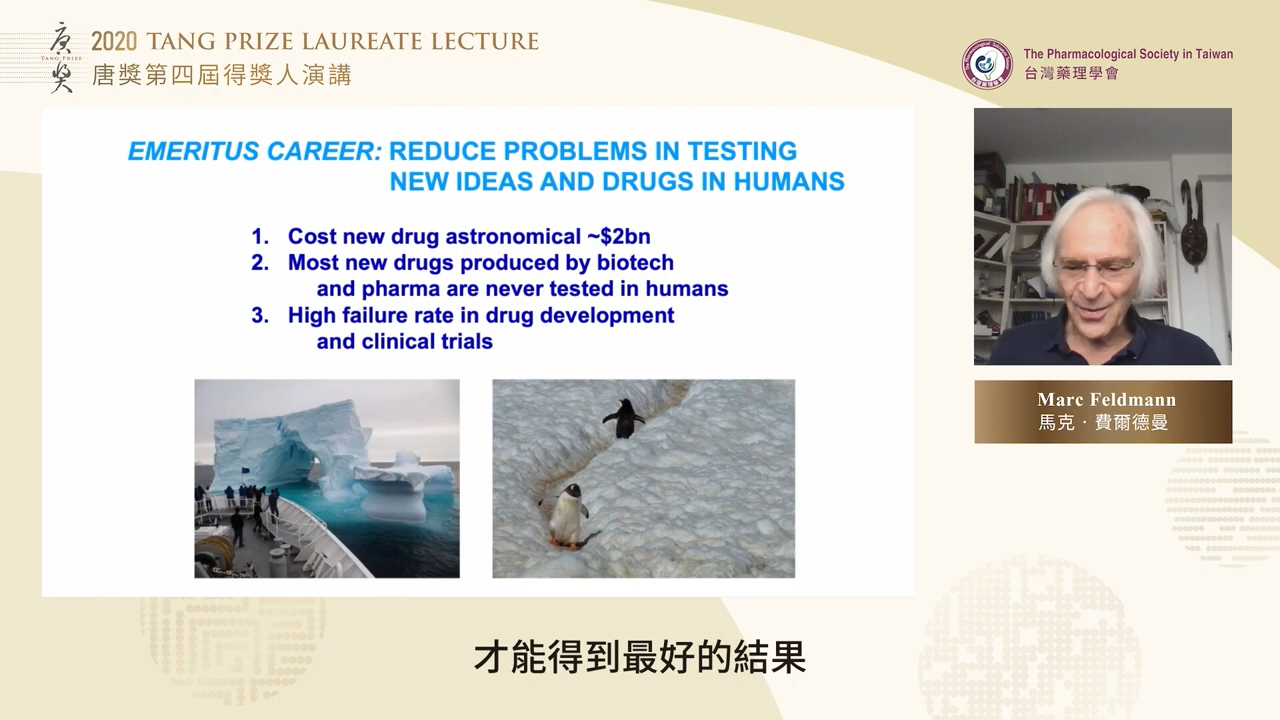 唐獎
TANG PRIZE
2020 TANG PRIZE LAUREATE LECTURE
唐獎第四屆得獎人演講
The Pharmacological Society in Taiwan
台灣藥理學會
EMERITUS CAREER: REDUCE PROBLEMS IN TESTING
NEW IDEAS AND DRUGS IN HUMANS
1. Cost new drug astronomical ~$2bn
2. Most new drugs produced by biotech
and pharma are never tested in humans
3. High failure rate in drug development
and clinical trials
Marc Feldmann
馬克．費爾德曼
才能得到最好的結果